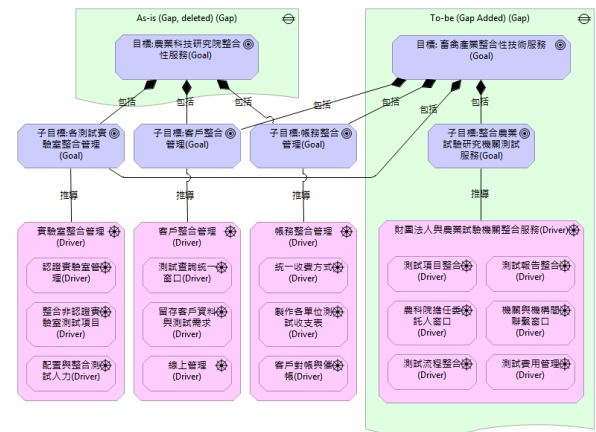 As-is (Gap, deleted) (Gap)
目標:農業科技研究院整合
性服務(Goal)
To-be (Gap Added) (Gap)
目標: 畜禽產業整合性技術服務
(Goal)
包括
包括
包括
包括
包括
包括
包括
子目標:各測試實
驗室整合管理
(Goal)
子目標:客戶整合
管理(Goal)
子目標:帳務整合
管理(Goal)
子目標:整合農業
試驗研究機關測試
服務(Goal)
推導
推導
推導
推導
實驗室整合管理
(Driver)
認證實驗室管
理(Driver)
整合非認證實
驗室測試項目
(Driver)
配置與整合測
試人力(Driver)
客戶整合管理
(Driver)
測試查詢統一
窗口(Driver)
留存客戶資料
與測試需求
(Driver)
線上管理
(Driver)
帳務整合管理
(Driver)
統一收費方式
(Driver)
製作各單位測
試收支表
(Driver)
客戶對帳與催
帳(Driver)
財團法人與農業試驗機關整合服務(Driver)
測試項目整合
(Driver)
測試報告整合
(Driver)
農科院擔任委
託人窗口
(Driver)
機關與機構間
聯繫窗口
(Driver)
測試流程整合
(Driver)
測試費用管理
(Driver)